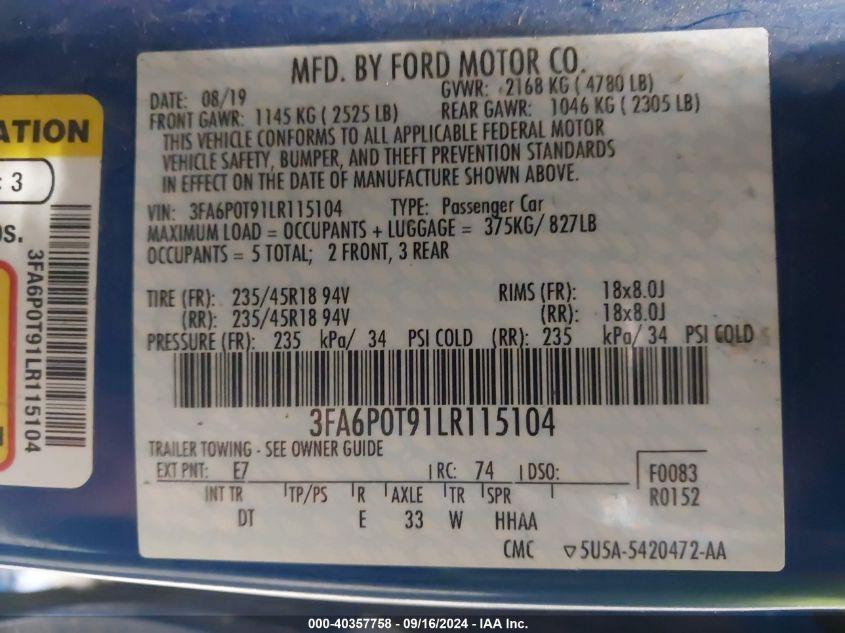 MFD. BY FORD MOTOR CO.
DATE: 08/19 GVWR: 2168 KG ( 4780 LB)
FRONT GAWR: 1145 KG ( 2525 LB) REAR GAWR: 1046 KG ( 2305 LB)
THIS VEHICLE CONFORMS TO ALL APPLICABLE FEDERAL MOTOR
VEHICLE SAFETY, BUMPER, AND THEFT PREVENTION STANDARDS
IN EFFECT ON THE DATE OF MANUFACTURE SHOWN ABOVE.
VIN: 3FA6P0T91LR115104 TYPE: Passenger Car
MAXIMUM LOAD = OCCUPANTS + LUGGAGE = 375KG/ 827LB
OCCUPANTS = 5 TOTAL; 2 FRONT, 3 REAR
TIRE (FR): 235/45R18 94V RIMS (FR): 18x8.0J
(RR): 235/45R18 94V (RR): 18x8.0J
PRESSURE (FR): 235 kPa/ 34 PSI COLD (RR): 235 kPa/ 34 PSI COLD
3FA6P0T91LR115104
TRAILER TOWING - SEE OWNER GUIDE
EXT PNT: E7 RC: 74 DSO: F0083
R0152
INT TR TP/PS R AXLE TR SPR
DT E 33 W HHAA
CMC ▽5U5A-5420472-AA
ATION
: 3
OS.
3FA6P0T91LR115104
000-40357758 - 09/16/2024 - IAA Inc.